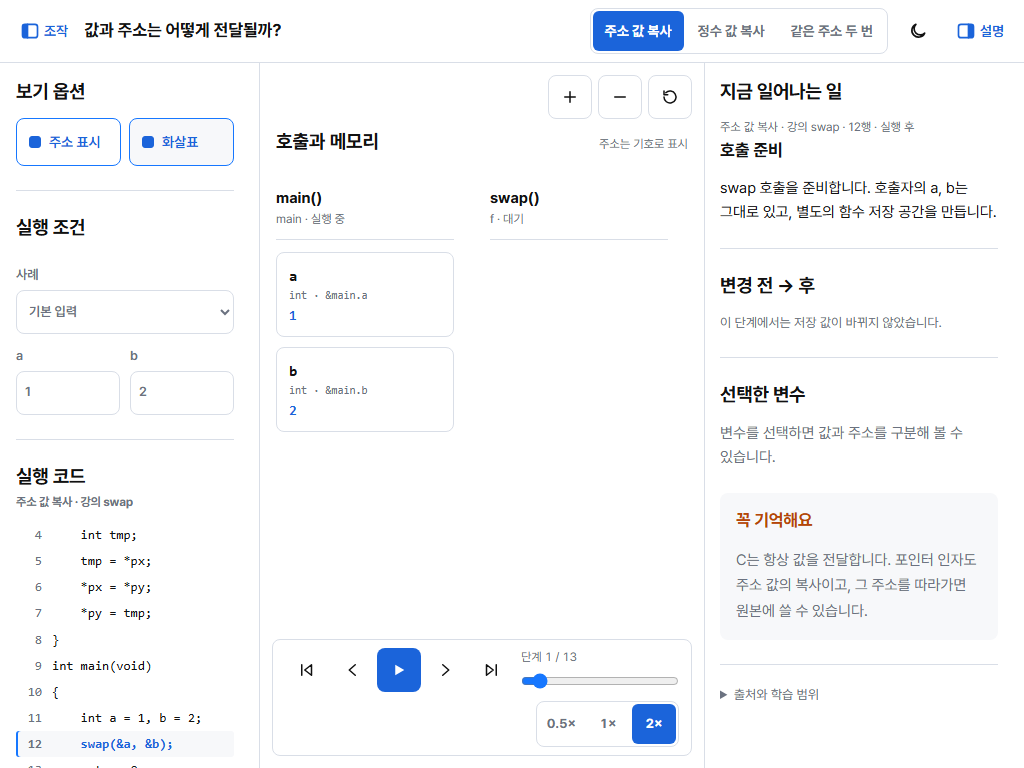 조작
값과 주소는 어떻게 전달될까?
주소 값 복사
정수 값 복사
같은 주소 두 번
설명
보기 옵션
주소 표시
화살표
실행 조건
사례
기본 입력
a
b
1
2
실행 코드
주소 값 복사 · 강의 swap
4 int tmp;
5 tmp = *px;
6 *px = *py;
7 *py = tmp;
8 }
9 int main(void)
10 {
11 int a = 1, b = 2;
12 swap(&a, &b);
호출과 메모리
주소는 기호로 표시
main()
main · 실행 중
swap()
f · 대기
a
int · &main.a
1
b
int · &main.b
2
단계 1 / 13
0.5×
1×
2×
지금 일어나는 일
주소 값 복사 · 강의 swap · 12행 · 실행 후
호출 준비
swap 호출을 준비합니다. 호출자의 a, b는
그대로 있고, 별도의 함수 저장 공간을 만듭니다.
변경 전 → 후
이 단계에서는 저장 값이 바뀌지 않았습니다.
선택한 변수
변수를 선택하면 값과 주소를 구분해 볼 수
있습니다.
꼭 기억해요
C는 항상 값을 전달합니다. 포인터 인자도
주소 값의 복사이고, 그 주소를 따라가면
원본에 쓸 수 있습니다.
출처와 학습 범위